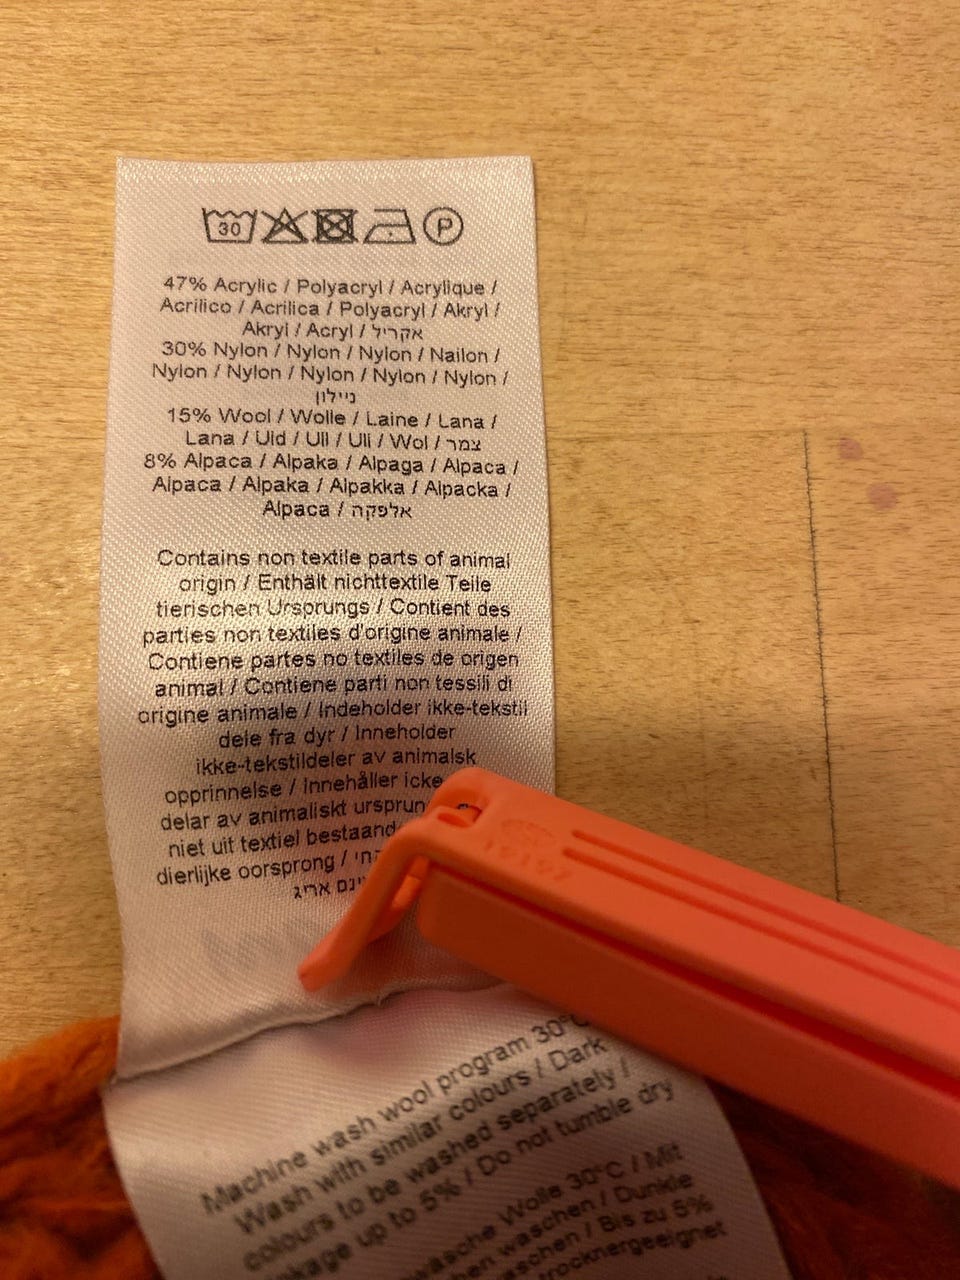 30 P
47% Acrylic / Polyacryl / Acrylique /
Acrilico / Acrilica / Polyacryl / Akryl /
Akryl / Acryl / אקריל
30% Nylon / Nylon / Nylon / Nailon /
Nylon / Nylon / Nylon / Nylon / Nylon /
ניילון
15% Wool / Wolle / Laine / Lana /
Lana / Uld / Ull / Ull / Wol / צמר
8% Alpaca / Alpaka / Alpaga / Alpaca /
Alpaca / Alpaka / Alpakka / Alpacka /
Alpaca / אלפקה
Contains non textile parts of animal
origin / Enthält nichttextile Teile
tierischen Ursprungs / Contient des
parties non textiles d'origine animale /
Contiene partes no textiles de origen
animal / Contiene parti non tessili di
origine animale / Indeholder ikke-tekstil
dele fra dyr / Inneholder
ikke-tekstildeler av animalsk
opprinnelse / Innehåller icke
delar av animaliskt ursprun
niet uit textiel bestaand
dierlijke oorsprong /
אריג
Machine wash wool program 30°C
Wash with similar colours / Dark
colours to be washed separately /
kage up to 5% / Do not tumble dry
wäsche Wolle 30°C / Mit
en waschen / Dunkle
schen / Bis zu 5%
trocknergeeignet